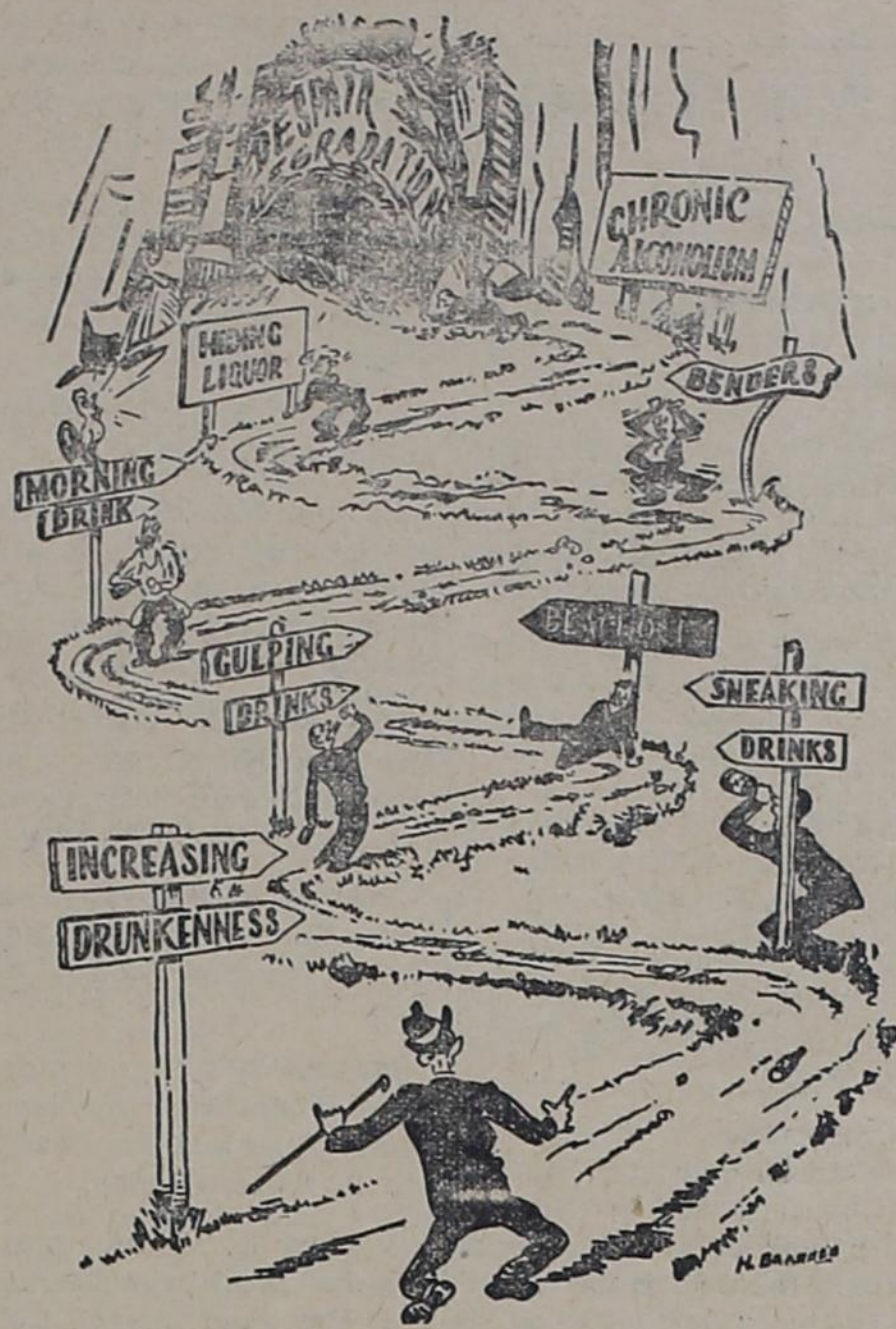 DESPAIR
DEGRADATION
CHRONIC
ALCOHOLISM
HIDING
LIQUOR
BENDERS
MORNING
DRINK
GULPING
DRINKS
SNEAKING
DRINKS
INCREASING
DRUNKENNESS